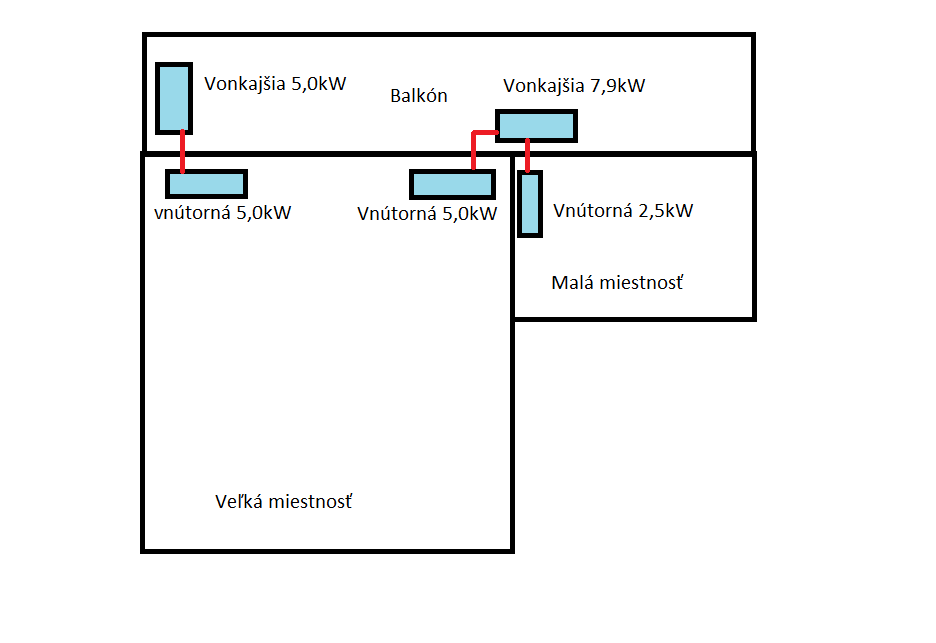 Vonkajšia 5,0kW
Balkón
Vonkajšia 7,9kW
vnútorná 5,0kW
Vnútorná 5,0kW
Vnútorná 2,5kW
Malá miestnosť
Veľká miestnosť